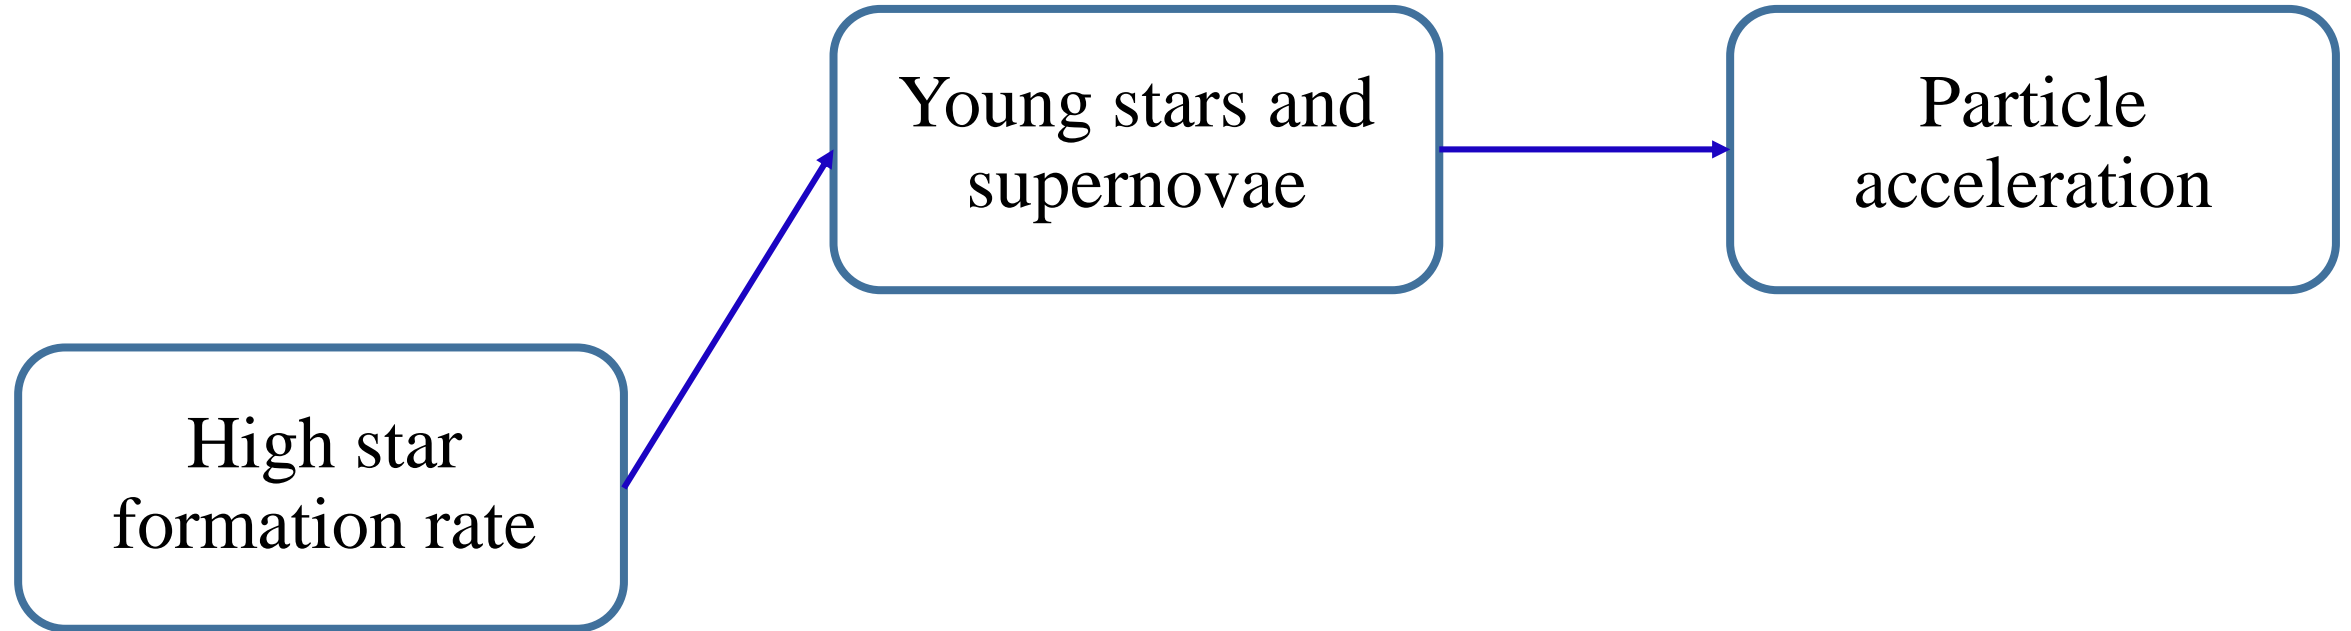 Young stars and
supernovae
Particle
acceleration
High star
formation rate